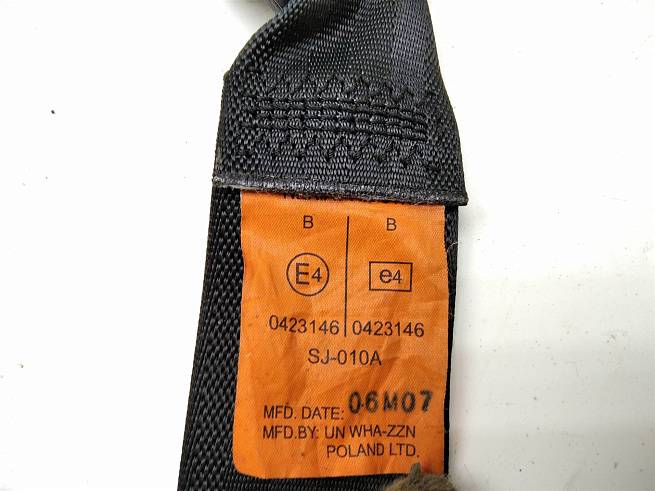 B B
E4 e4
0423146 0423146
SJ-010A
MFD. DATE: 06M07
MFD.BY: UN WHA-ZZN
POLAND LTD.